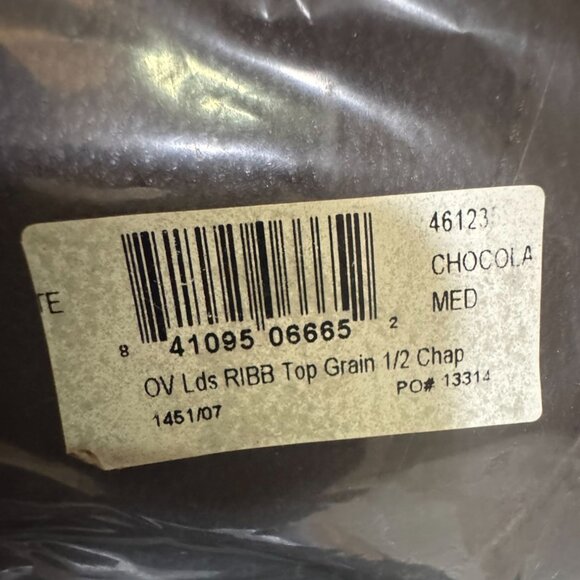 46123
CHOCOLA
MED
TE
8 41095 06665 2
OV Lds RIBB Top Grain 1/2 Chap
1451/07 PO# 13314